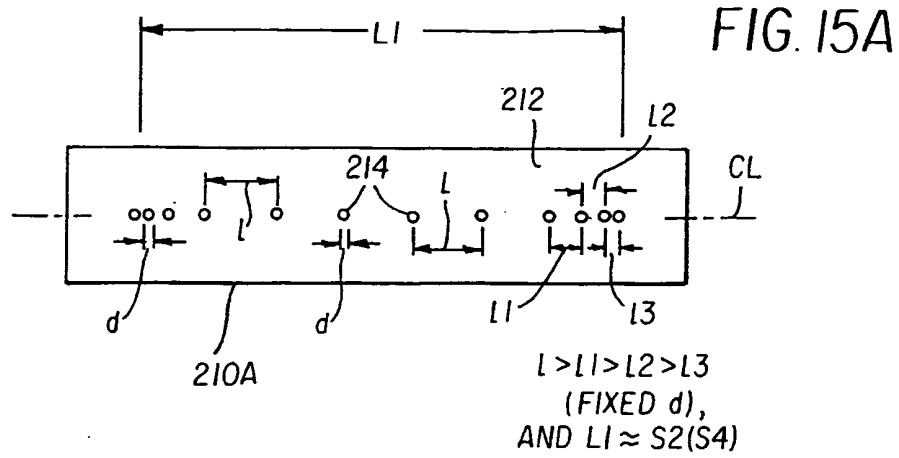 FIG. 15A
L1
212
l2
214
L
CL
l
d
d
l1
l3
210A
l>l1>l2>l3
(FIXED d),
AND L1≈S2(S4)